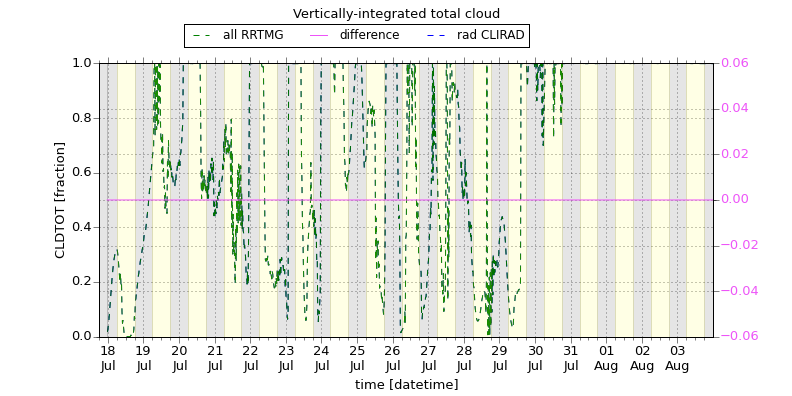 Vertically-integrated total cloud
all RRTMG difference rad CLIRAD
1.0
0.8
0.6
0.4
0.2
0.0
CLDTOT [fraction]
0.06
0.04
0.02
0.00
−0.02
−0.04
−0.06
18 19 20 21 22 23 24 25 26 27 28 29 30 31 01 02 03
Jul Jul Jul Jul Jul Jul Jul Jul Jul Jul Jul Jul Jul Jul Aug Aug Aug
time [datetime]